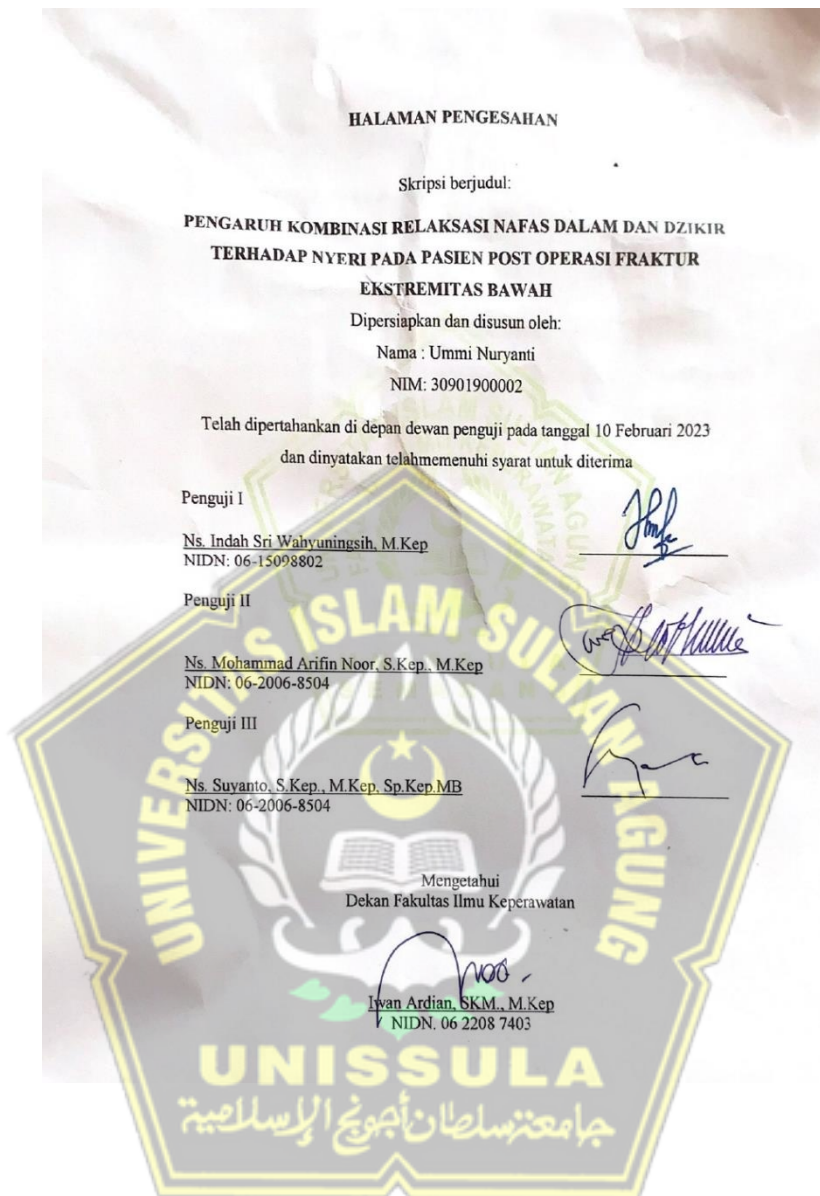 HALAMAN PENGESAHAN
Skripsi berjudul:
PENGARUH KOMBINASI RELAKSASI NAFAS DALAM DAN DZIKIR
TERHADAP NYERI PADA PASIEN POST OPERASI FRAKTUR
EKSTREMITAS BAWAH
Dipersiapkan dan disusun oleh:
Nama : Ummi Nuryanti
NIM: 30901900002
Telah dipertahankan di depan dewan penguji pada tanggal 10 Februari 2023
dan dinyatakan telahmemenuhi syarat untuk diterima
Penguji I
Ns. Indah Sri Wahyuningsih, M.Kep
NIDN: 06-15098802
Penguji II
Ns. Mohammad Arifin Noor, S.Kep., M.Kep
NIDN: 06-2006-8504
Penguji III
Ns. Suyanto, S.Kep., M.Kep, Sp.Kep.MB
NIDN: 06-2006-8504
Mengetahui
Dekan Fakultas Ilmu Keperawatan
Iwan Ardian, SKM., M.Kep
NIDN. 06 2208 7403
UNIVERSITAS ISLAM SULTAN AGUNG
UNISSULA
جامعتنسلطان أجونج الإسلامية